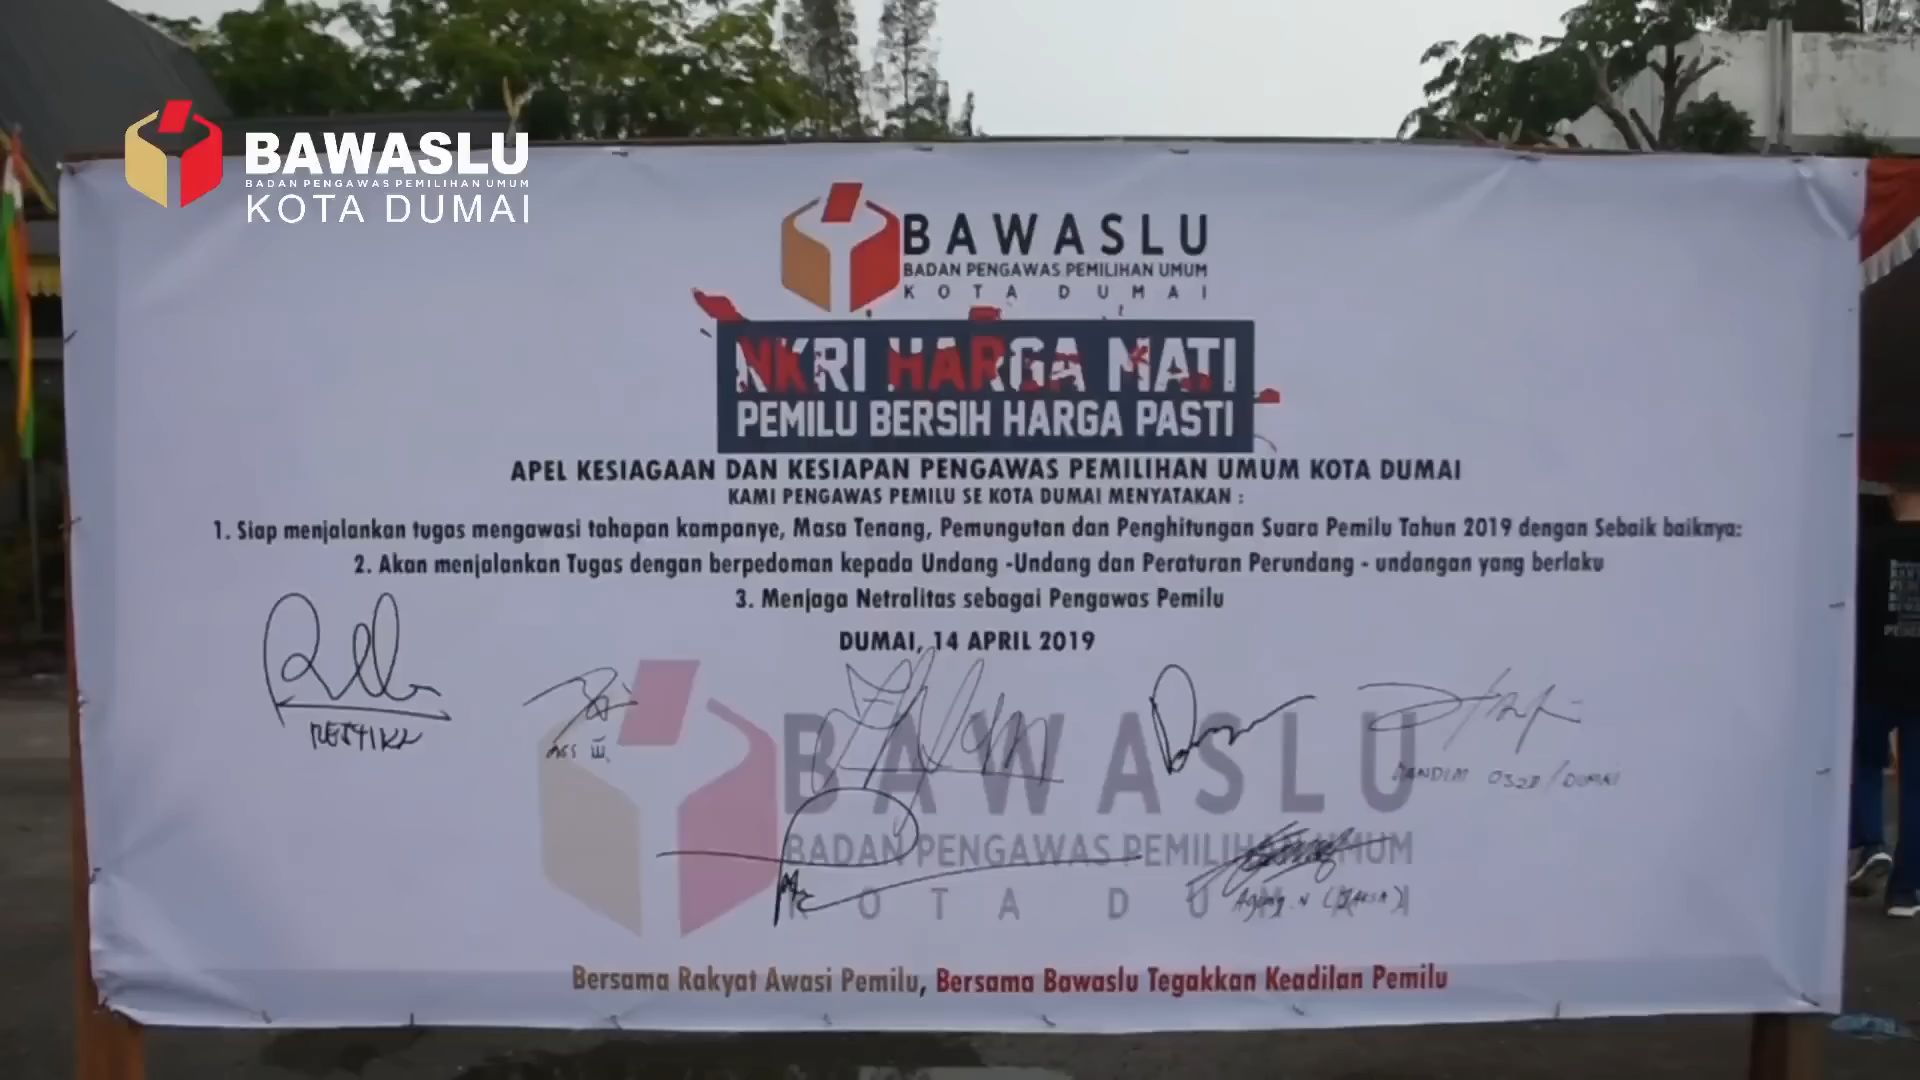 BAWASLU
BADAN PENGAWAS PEMILIHAN UMUM
KOTA DUMAI
BAWASLU
BADAN PENGAWAS PEMILIHAN UMUM
KOTA DUMAI
NKRI HARGA MATI
PEMILU BERSIH HARGA PASTI
APEL KESIAGAAN DAN KESIAPAN PENGAWAS PEMILIHAN UMUM KOTA DUMAI
KAMI PENGAWAS PEMILU SE KOTA DUMAI MENYATAKAN :
1. Siap menjalankan tugas mengawasi tahapan kampanye, Masa Tenang, Pemungutan dan Penghitungan Suara Pemilu Tahun 2019 dengan Sebaik baiknya:
2. Akan menjalankan Tugas dengan berpedoman kepada Undang -Undang dan Peraturan Perundang - undangan yang berlaku
3. Menjaga Netralitas sebagai Pengawas Pemilu
DUMAI, 14 APRIL 2019
BAWASLU
BADAN PENGAWAS PEMILIHAN UMUM
KOTA DUMAI
Bersama Rakyat Awasi Pemilu, Bersama Bawaslu Tegakkan Keadilan Pemilu